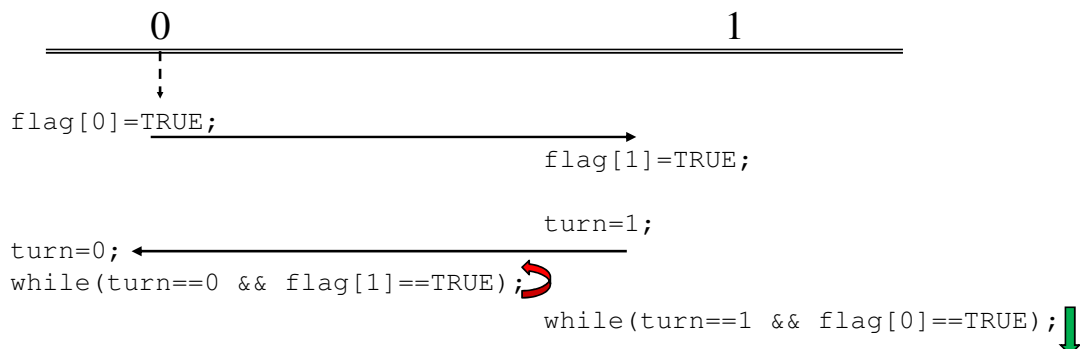 0 1
flag[0]=TRUE;
flag[1]=TRUE;
turn=1;
turn=0;
while(turn==0 && flag[1]==TRUE);
while(turn==1 && flag[0]==TRUE);